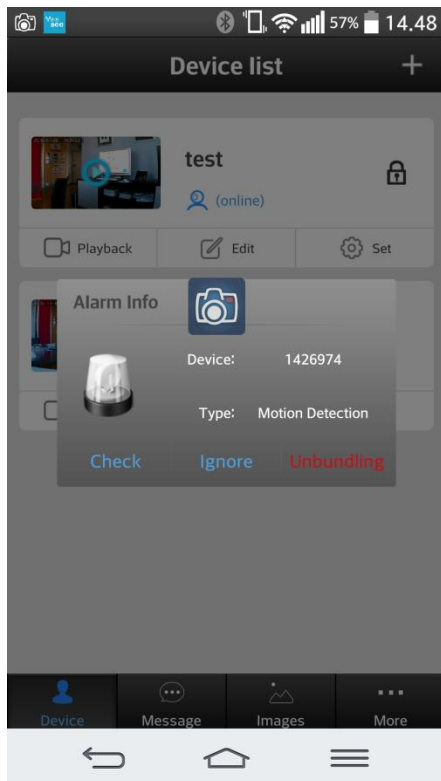 57% 14.48
Device list +
test
(online)
Playback Edit Set
Alarm Info
Device: 1426974
Type: Motion Detection
Check Ignore Unbundling
Device Message Images More